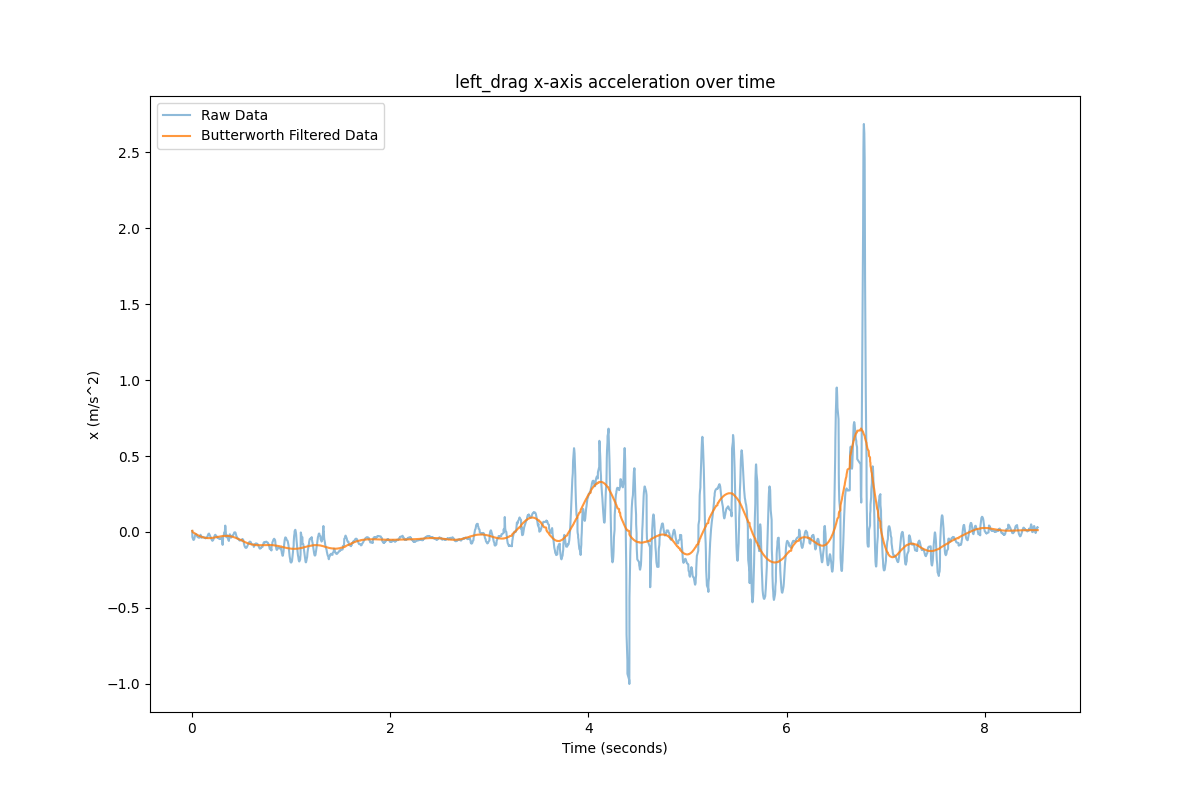 left_drag x-axis acceleration over time
Raw Data
Butterworth Filtered Data
2.5
2.0
1.5
1.0
0.5
0.0
−0.5
−1.0
x (m/s^2)
0 2 4 6 8
Time (seconds)